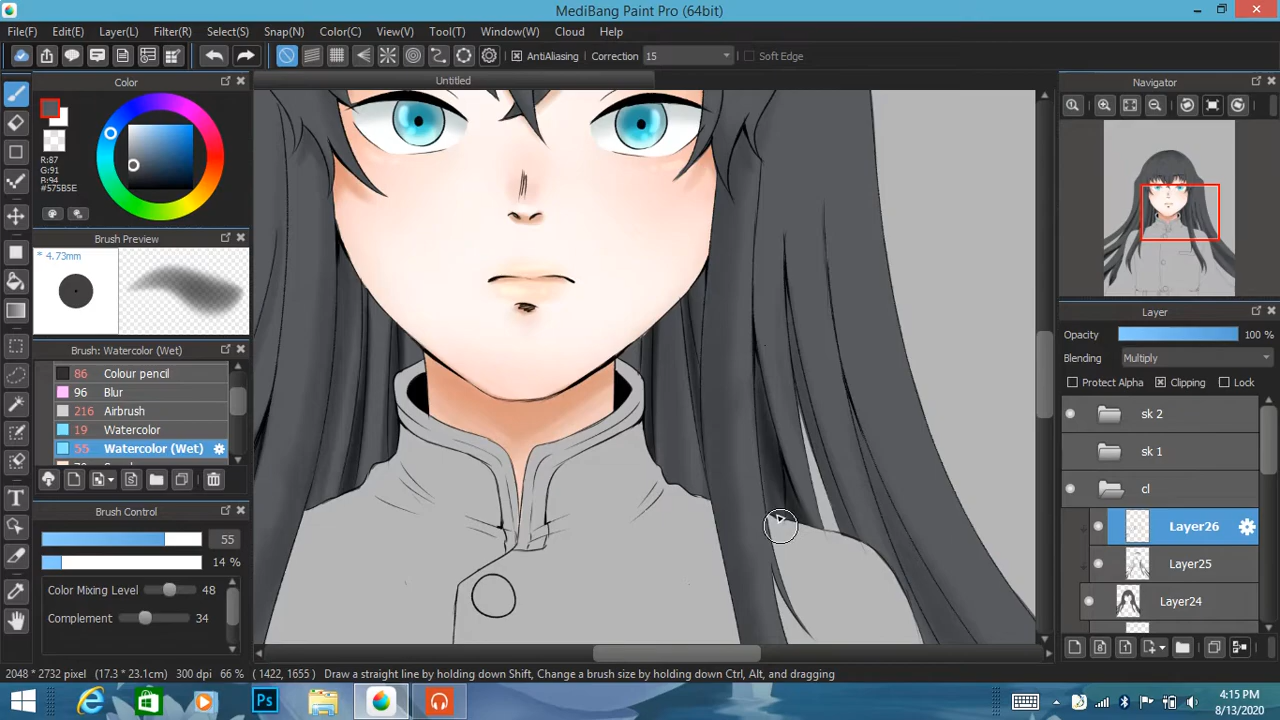 MediBang Paint Pro (64bit)
File(F) Edit(E) Layer(L) Filter(R) Select(S) Snap(N) Color(C) View(V) Tool(T) Window(W) Cloud Help
AntiAliasing Correction 15 Soft Edge
Color
Untitled
Navigator
R:87
G:91
B:94
#575B5E
Brush Preview
* 4.73mm
Brush: Watercolor (Wet)
86 Colour pencil
96 Blur
216 Airbrush
19 Watercolor
55 Watercolor (Wet)
Brush Control
55
14 %
Color Mixing Level 48
Complement 34
Layer
Opacity 100 %
Blending Multiply
Protect Alpha Clipping Lock
sk 2
sk 1
cl
Layer26
Layer25
Layer24
2048 * 2732 pixel (17.3 * 23.1cm) 300 dpi 66 % (1422, 1655) Draw a straight line by holding down Shift, Change a brush size by holding down Ctrl, Alt, and dragging
Ps
4:15 PM
8/13/2020